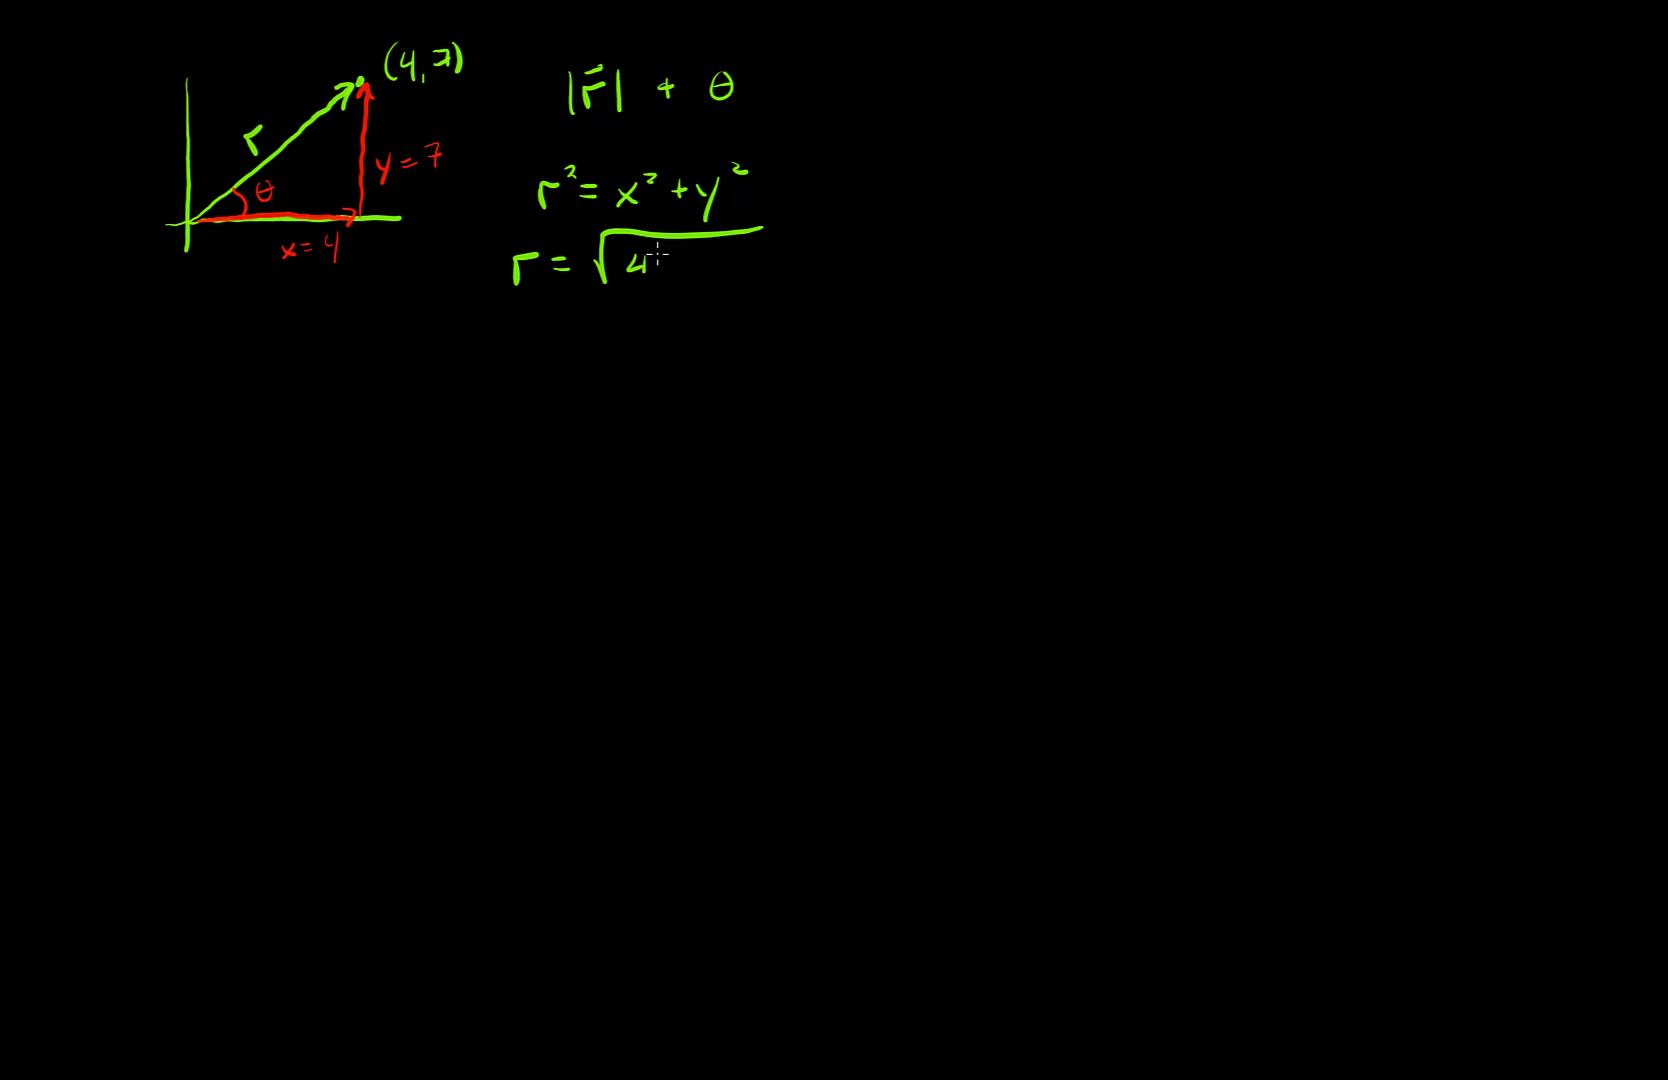 (4,7)
|r⃗| + θ
r
y = 7
θ
r² = x² + y²
x = 4
r = √4